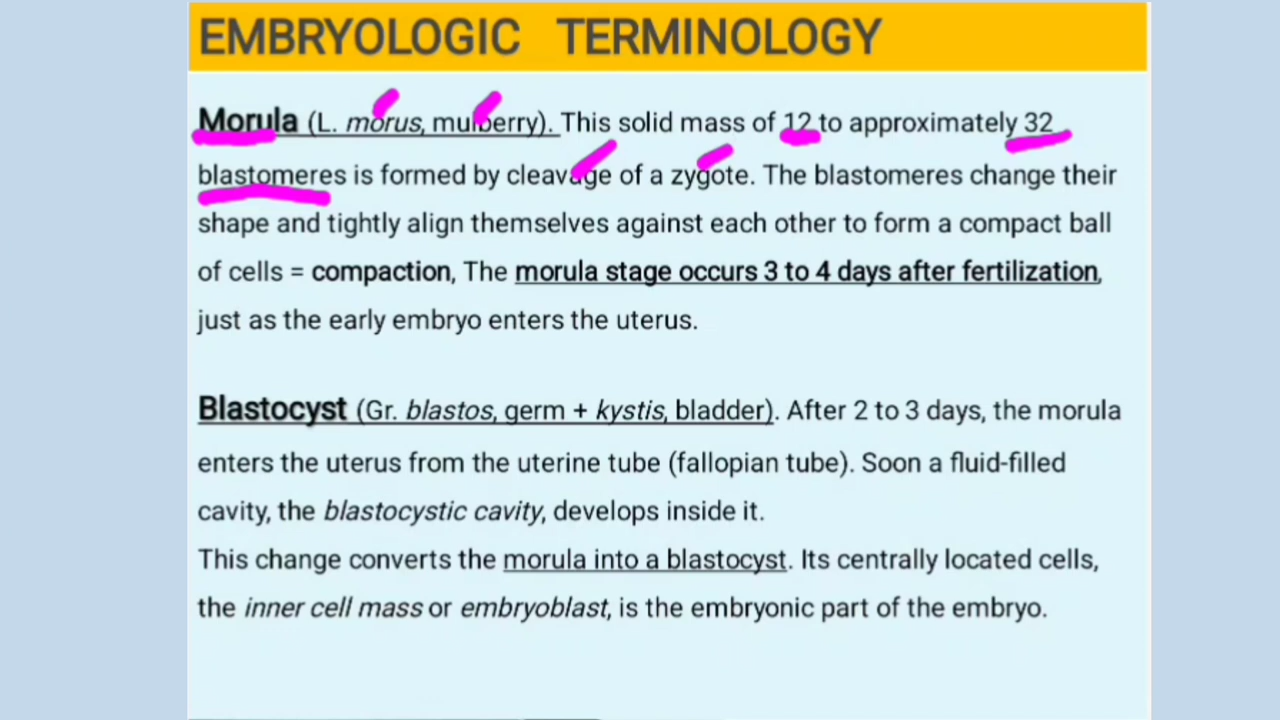 EMBRYOLOGIC TERMINOLOGY
Morula (L. morus, mulberry). This solid mass of 12 to approximately 32
blastomeres is formed by cleavage of a zygote. The blastomeres change their
shape and tightly align themselves against each other to form a compact ball
of cells = compaction, The morula stage occurs 3 to 4 days after fertilization,
just as the early embryo enters the uterus.
Blastocyst (Gr. blastos, germ + kystis, bladder). After 2 to 3 days, the morula
enters the uterus from the uterine tube (fallopian tube). Soon a fluid-filled
cavity, the blastocystic cavity, develops inside it.
This change converts the morula into a blastocyst. Its centrally located cells,
the inner cell mass or embryoblast, is the embryonic part of the embryo.